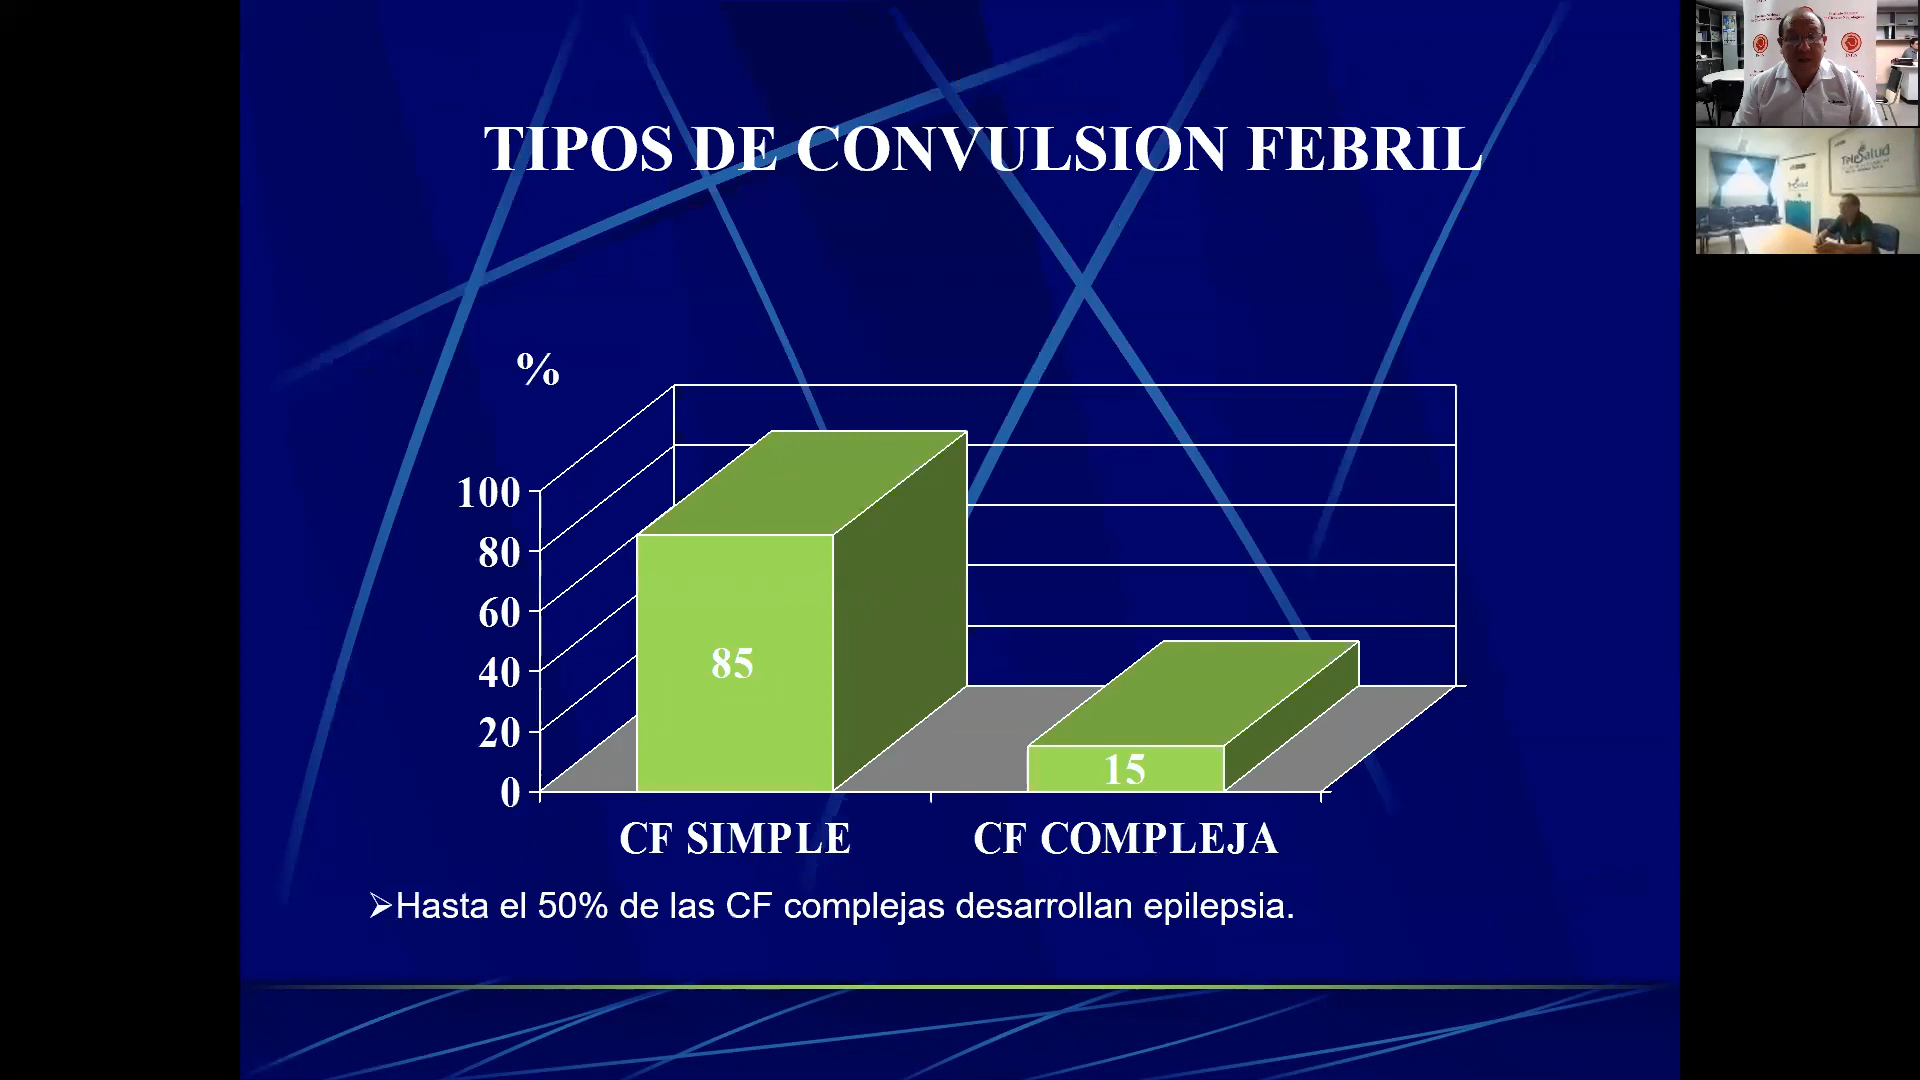 TIPOS DE CONVULSION FEBRIL
%
100
80
60
40
20
0
85
15
CF SIMPLE
CF COMPLEJA
➢Hasta el 50% de las CF complejas desarrollan epilepsia.
TeleSalud